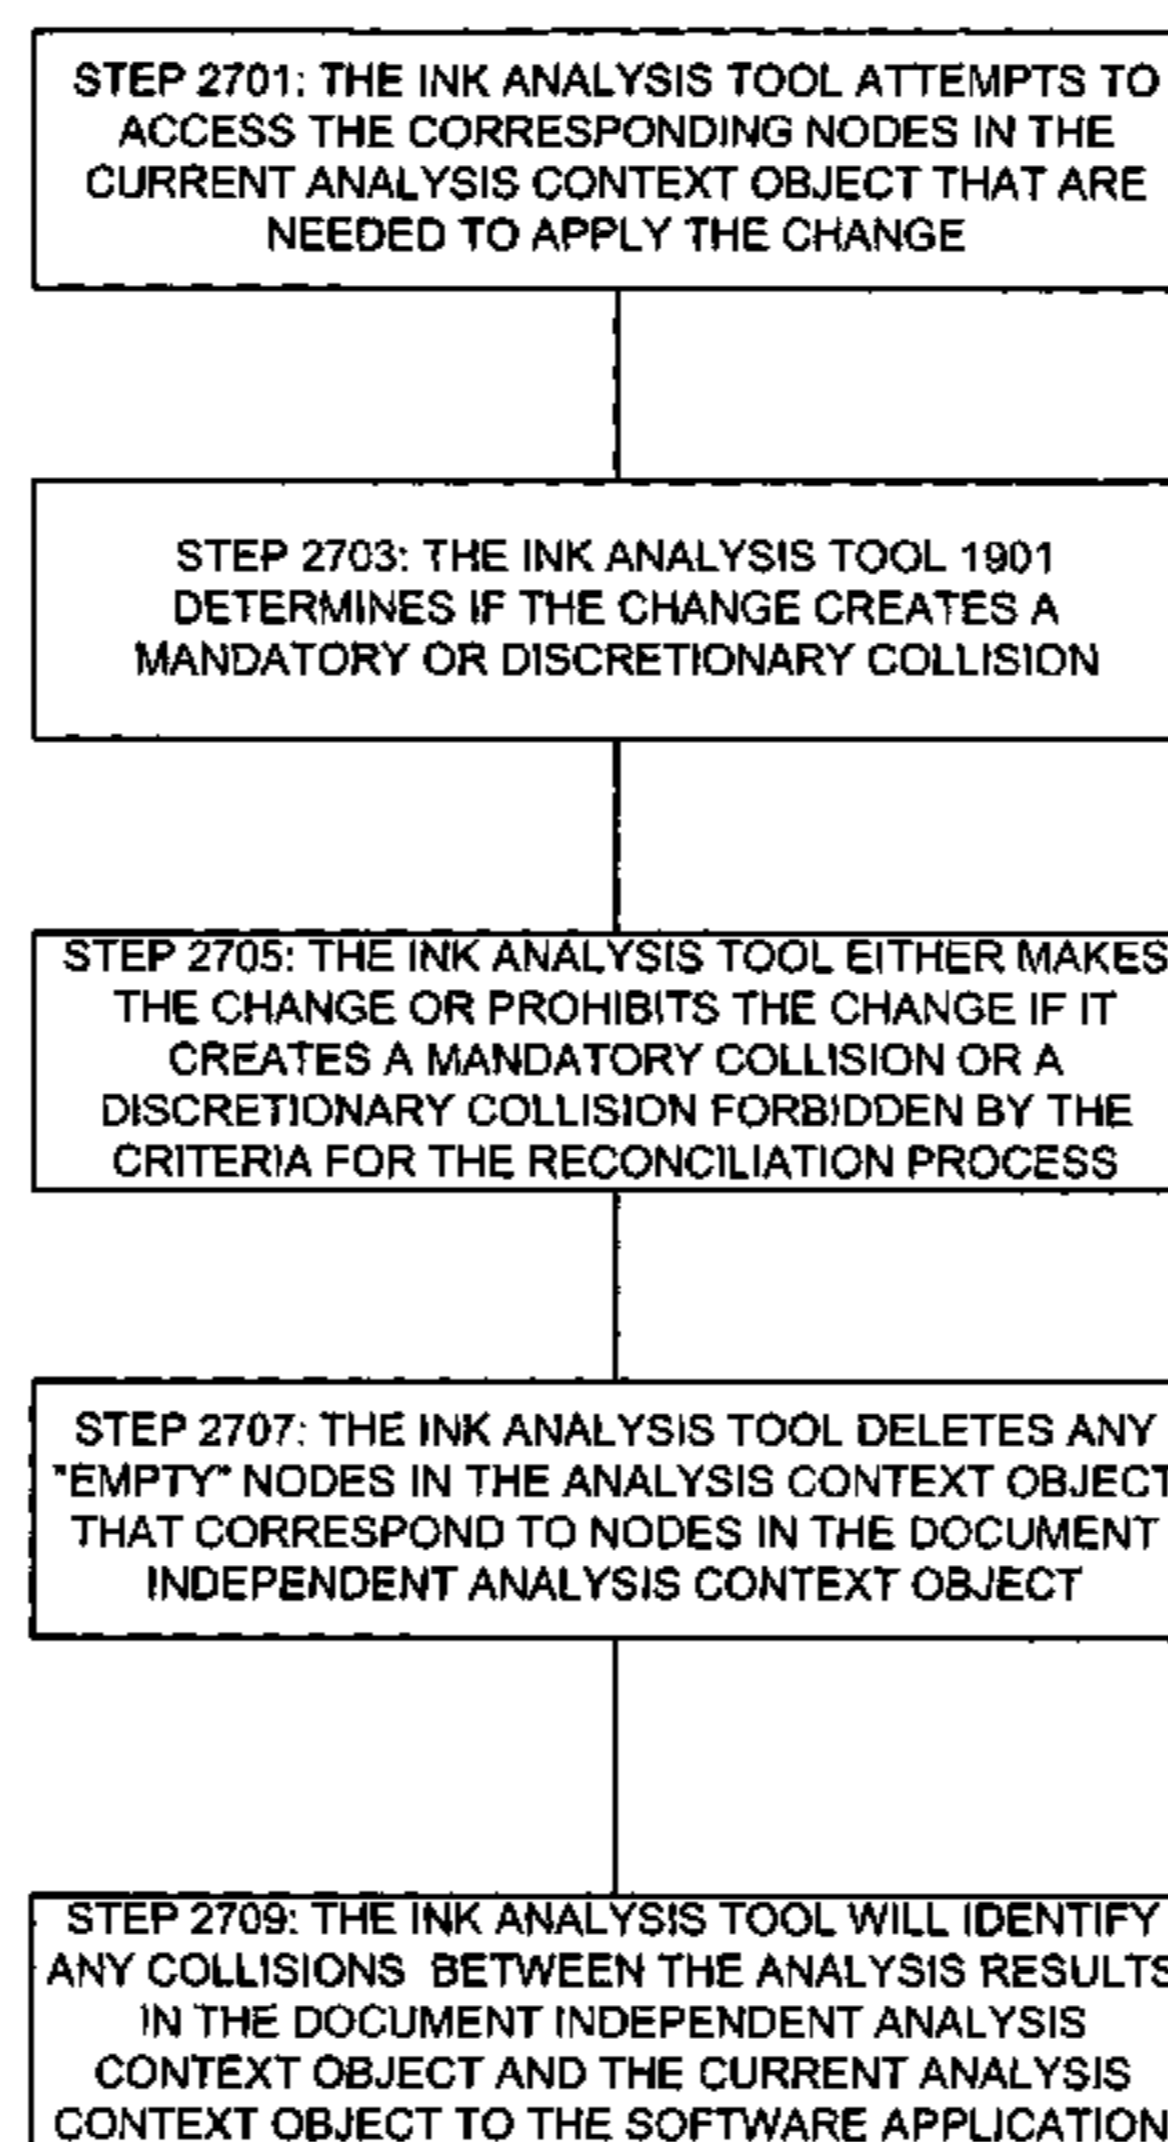 STEP 2701: THE INK ANALYSIS TOOL ATTEMPTS TO
ACCESS THE CORRESPONDING NODES IN THE
CURRENT ANALYSIS CONTEXT OBJECT THAT ARE
NEEDED TO APPLY THE CHANGE
STEP 2703: THE INK ANALYSIS TOOL 1901
DETERMINES IF THE CHANGE CREATES A
MANDATORY OR DISCRETIONARY COLLISION
STEP 2705: THE INK ANALYSIS TOOL EITHER MAKES
THE CHANGE OR PROHIBITS THE CHANGE IF IT
CREATES A MANDATORY COLLISION OR A
DISCRETIONARY COLLISION FORBIDDEN BY THE
CRITERIA FOR THE RECONCILIATION PROCESS
STEP 2707: THE INK ANALYSIS TOOL DELETES ANY
"EMPTY" NODES IN THE ANALYSIS CONTEXT OBJECT
THAT CORRESPOND TO NODES IN THE DOCUMENT
INDEPENDENT ANALYSIS CONTEXT OBJECT
STEP 2709: THE INK ANALYSIS TOOL WILL IDENTIFY
ANY COLLISIONS BETWEEN THE ANALYSIS RESULTS
IN THE DOCUMENT INDEPENDENT ANALYSIS
CONTEXT OBJECT AND THE CURRENT ANALYSIS
CONTEXT OBJECT TO THE SOFTWARE APPLICATION